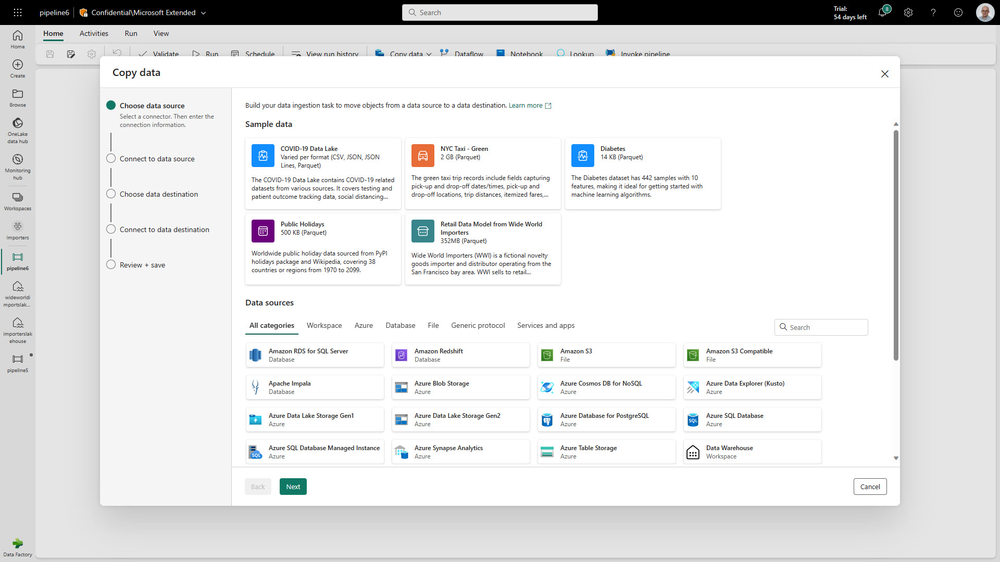 pipeline6
Confidential\Microsoft Extended
Search
Trial:
54 days left
8
Home
Activities
Run
View
Validate
Run
Schedule
View run history
Copy data
Dataflow
Notebook
Lookup
Invoke pipeline
Home
Create
Browse
OneLake
data hub
Monitoring
hub
Workspaces
Importers
pipeline6
wideworldi
mportslak...
importerslak
ehouse
pipeline5
Data Factory
Copy data
Choose data source
Select a connector. Then enter the
connection information.
Connect to data source
Choose data destination
Connect to data destination
Review + save
Build your data ingestion task to move objects from a data source to a data destination. Learn more
Sample data
COVID-19 Data Lake
Varied per format (CSV, JSON, JSON
Lines, Parquet)
The COVID-19 Data Lake contains COVID-19 related
datasets from various sources. It covers testing and
patient outcome tracking data, social distancing...
NYC Taxi - Green
2 GB (Parquet)
The green taxi trip records include fields capturing
pick-up and drop-off dates/times, pick-up and
drop-off locations, trip distances, itemized fares,...
Diabetes
14 KB (Parquet)
The Diabetes dataset has 442 samples with 10
features, making it ideal for getting started with
machine learning algorithms.
Public Holidays
500 KB (Parquet)
Worldwide public holiday data sourced from PyPI
holidays package and Wikipedia, covering 38
countries or regions from 1970 to 2099.
Retail Data Model from Wide World
Importers
352MB (Parquet)
Wide World Importers (WWI) is a fictional novelty
goods importer and distributor operating from the
San Francisco bay area. WWI sells to retail...
Data sources
All categories
Workspace
Azure
Database
File
Generic protocol
Services and apps
Search
Amazon RDS for SQL Server
Database
Amazon Redshift
Database
Amazon S3
File
Amazon S3 Compatible
File
Apache Impala
Database
Azure Blob Storage
Azure
Azure Cosmos DB for NoSQL
Azure
Azure Data Explorer (Kusto)
Azure
Azure Data Lake Storage Gen1
Azure
Azure Data Lake Storage Gen2
Azure
Azure Database for PostgreSQL
Azure
SQL
Azure SQL Database
Azure
SQL
Azure SQL Database Managed Instance
Azure
Azure Synapse Analytics
Azure
Azure Table Storage
Azure
Data Warehouse
Workspace
Back
Next
Cancel